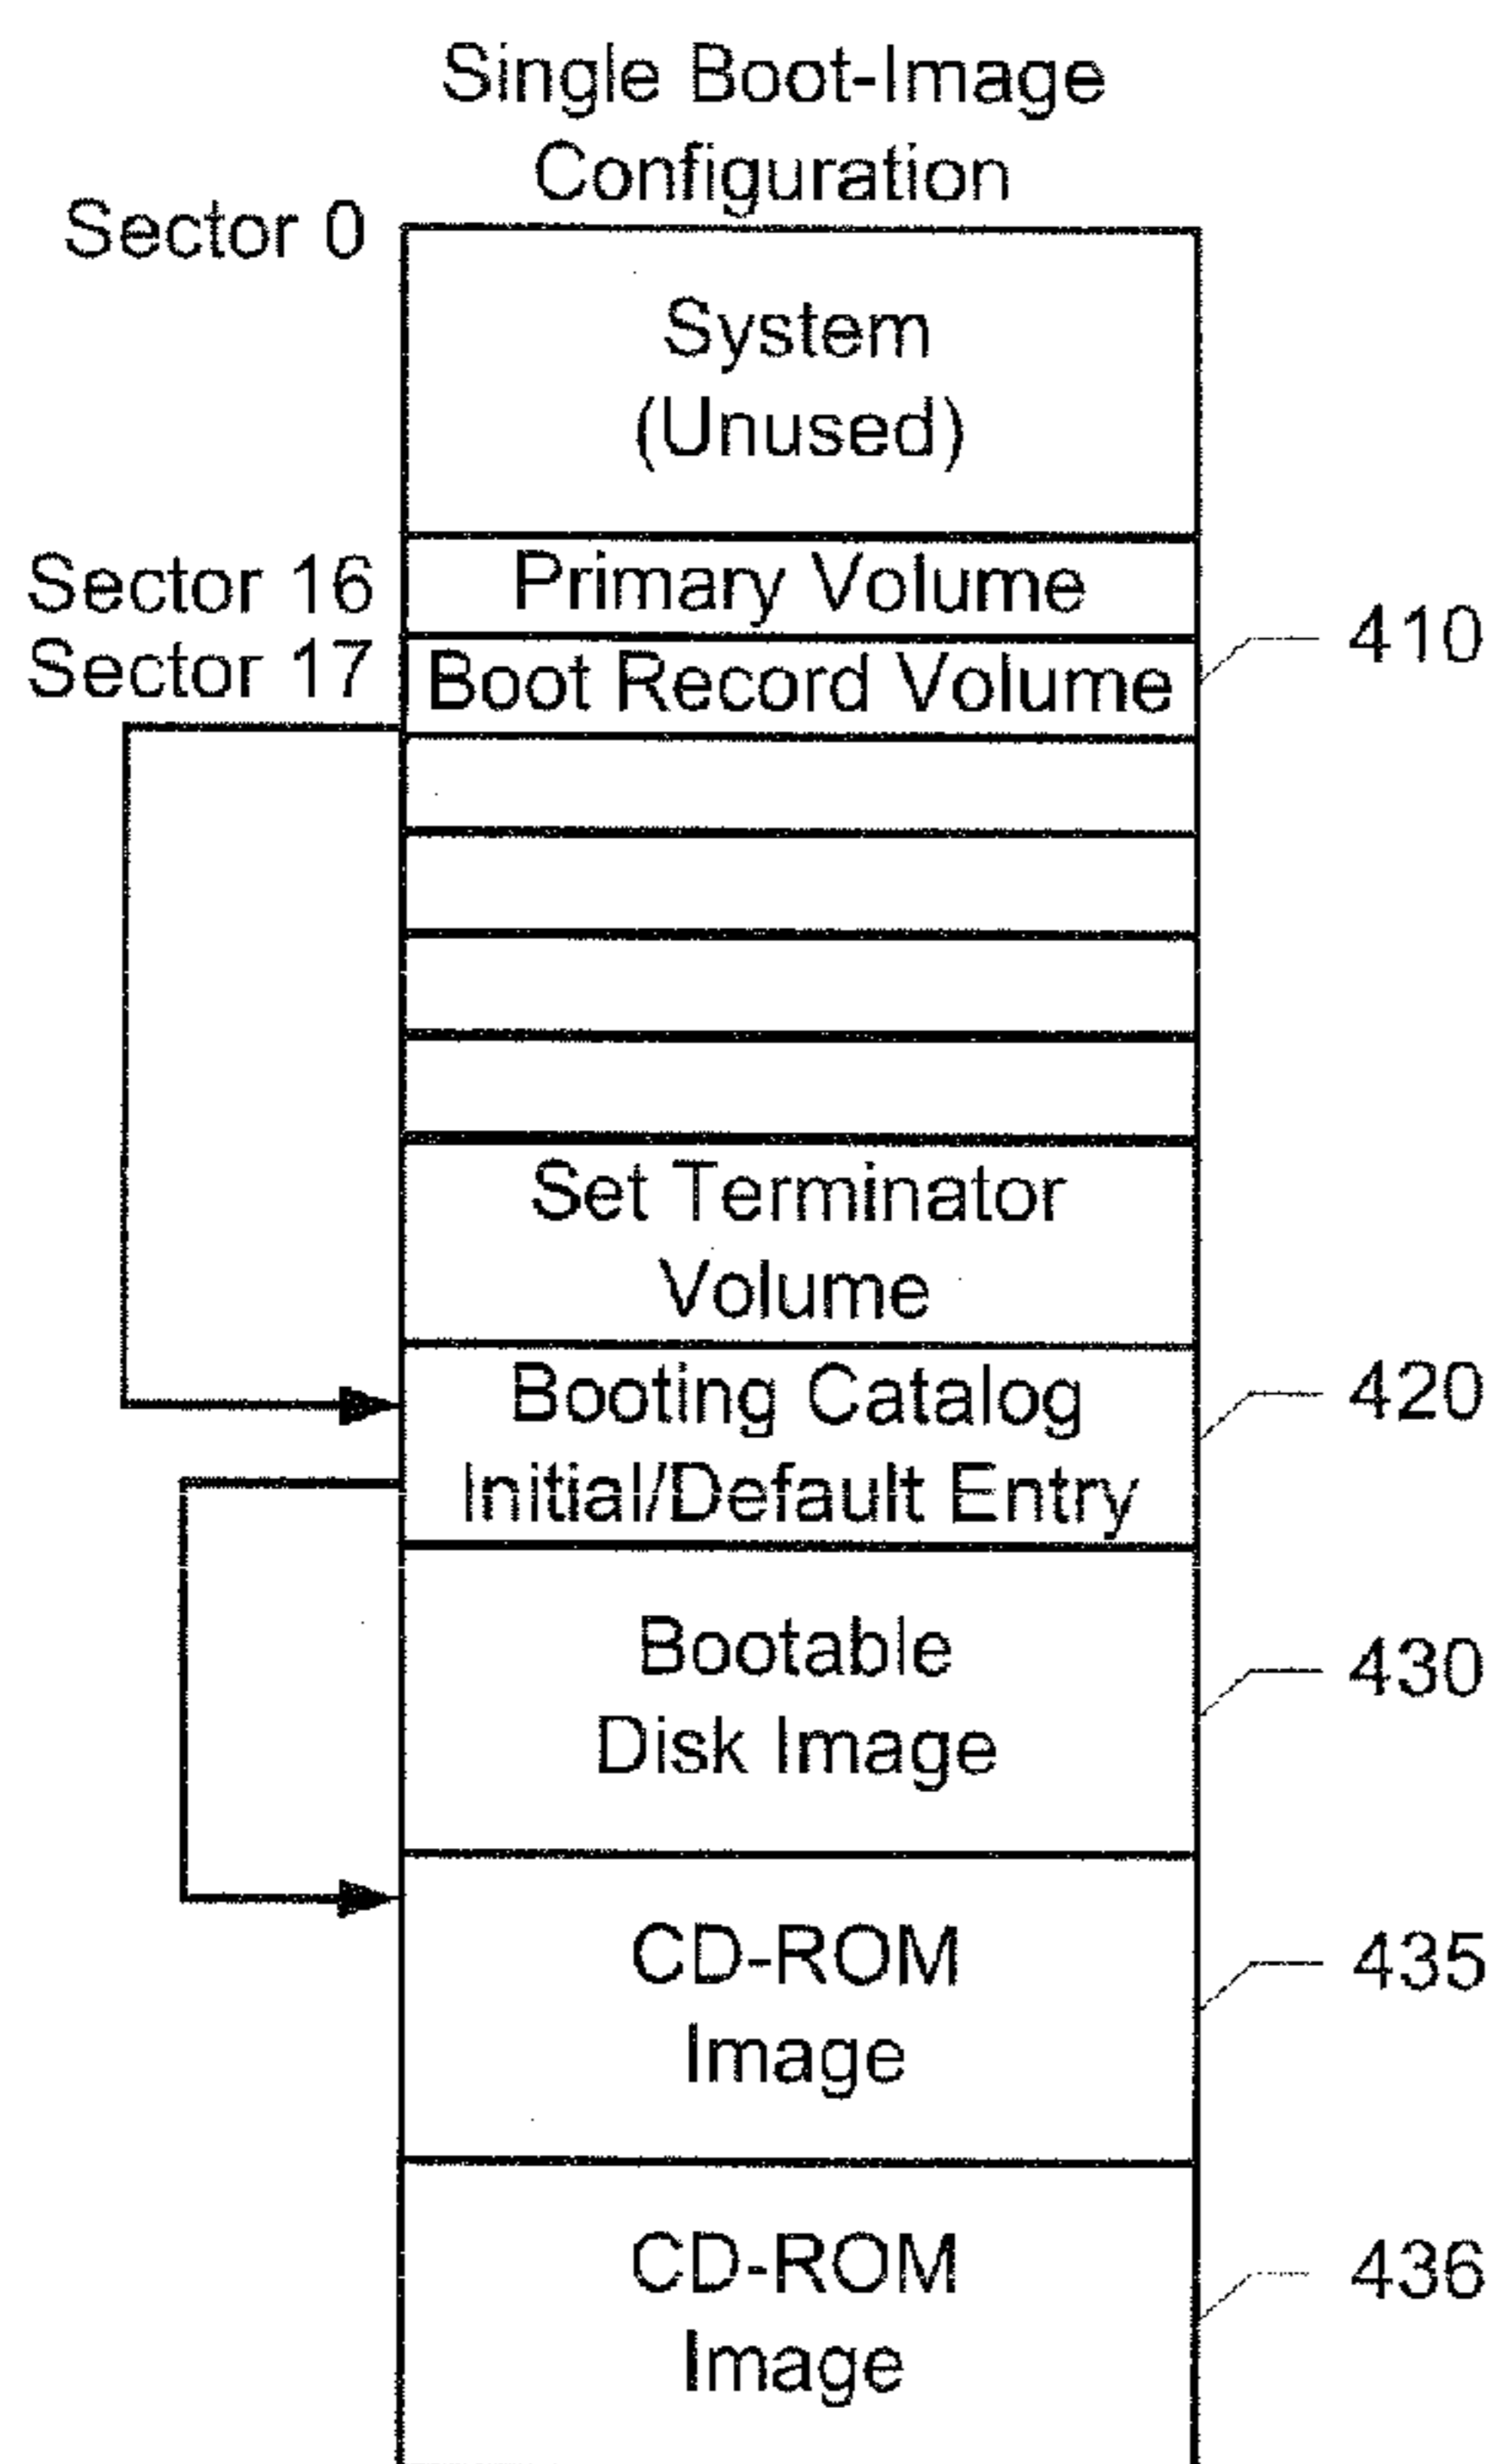 Single Boot-Image
Configuration
Sector 0
System
(Unused)
Sector 16
Primary Volume
410
Sector 17
Boot Record Volume
Set Terminator
Volume
Booting Catalog
420
Initial/Default Entry
Bootable
430
Disk Image
CD-ROM
435
Image
CD-ROM
436
Image